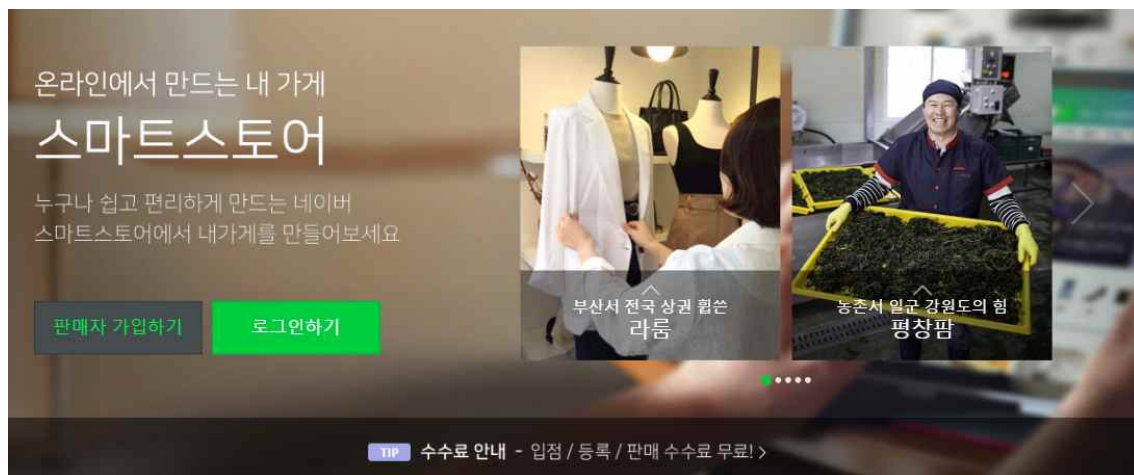 온라인에서 만드는 내 가게
스마트스토어
누구나 쉽고 편리하게 만드는 네이버
스마트스토어에서 내가게를 만들어보세요
판매자 가입하기
로그인하기
부산서 전국 상권 휩쓴
라룸
농촌서 일군 강원도의 힘
평창팜
TIP 수수료 안내 - 입점 / 등록 / 판매 수수료 무료! >